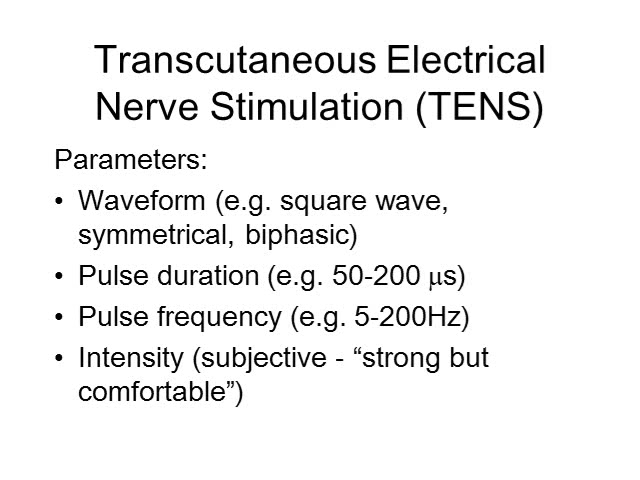 Transcutaneous Electrical
Nerve Stimulation (TENS)
Parameters:
• Waveform (e.g. square wave,
symmetrical, biphasic)
• Pulse duration (e.g. 50-200 μs)
• Pulse frequency (e.g. 5-200Hz)
• Intensity (subjective - “strong but
comfortable”)